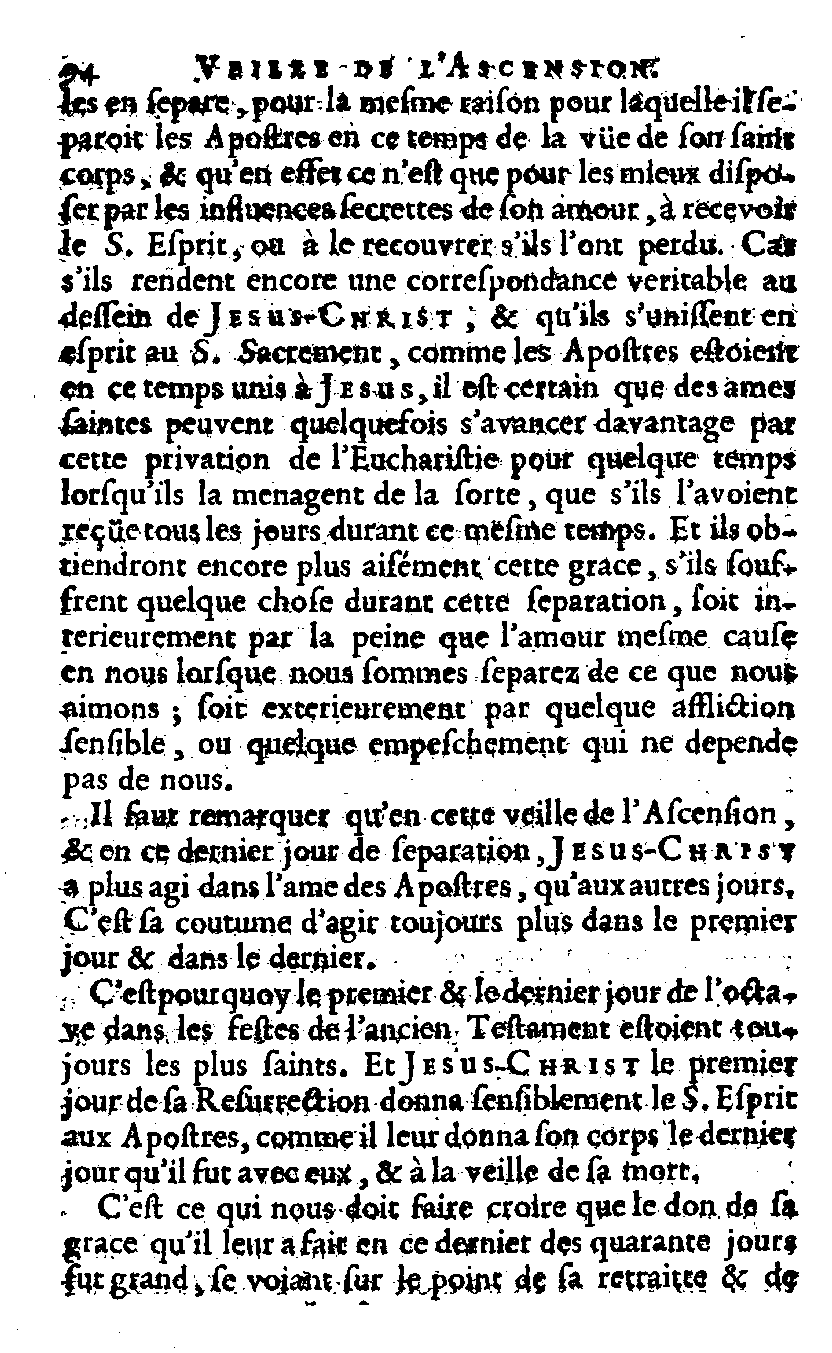 94 VEILLE DE L'ASCENSION.
les en ſepare, pour la meſme raiſon pour laquelle il ſe-
paroit les Apoſtres en ce temps de la vüe de ſon ſaint
corps, & qu'en effet ce n'eſt que pour les mieux diſpo-
ſer par les influences ſecrettes de ſon amour, à recevoir
le S. Eſprit, ou à le recouvrer s'ils l'ont perdu. Car
s'ils rendent encore une correſpondance veritable au
deſſein de JESUS-CHRIST, & qu'ils s'uniſſent en
eſprit au S. Sacrement, comme les Apoſtres eſtoient
en ce temps unis à JESUS, il eſt certain que des ames
ſaintes peuvent quelquefois s'avancer davantage par
cette privation de l'Euchariſtie pour quelque temps
lorſqu'ils la menagent de la ſorte, que s'ils l'avoient
reçüe tous les jours durant ce meſme temps. Et ils ob-
tiendront encore plus aiſément cette grace, s'ils ſouf-
frent quelque choſe durant cette ſeparation, ſoit in-
terieurement par la peine que l'amour meſme cauſe
en nous lorſque nous ſommes ſeparez de ce que nous
aimons ; ſoit exterieurement par quelque affliction
ſenſible, ou quelque empeſchement qui ne depende
pas de nous.
Il faut remarquer qu'en cette veille de l'Aſcenſion,
& en ce dernier jour de ſeparation, JESUS-CHRIST
a plus agi dans l'ame des Apoſtres, qu'aux autres jours.
C'eſt ſa coutume d'agir toujours plus dans le premier
jour & dans le dernier.
C'eſtpourquoy le premier & le dernier jour de l'octa-
ve dans les feſtes de l'ancien Teſtament eſtoient tou-
jours les plus ſaints. Et JESUS-CHRIST le premier
jour de ſa Reſurrection donna ſenſiblement le S. Eſprit
aux Apoſtres, comme il leur donna ſon corps le dernier
jour qu'il fut avec eux, & à la veille de ſa mort.
C'eſt ce qui nous doit faire croire que le don de ſa
grace qu'il leur a fait en ce dernier des quarante jours
fut grand, ſe voiant ſur le point de ſa retraitte & de